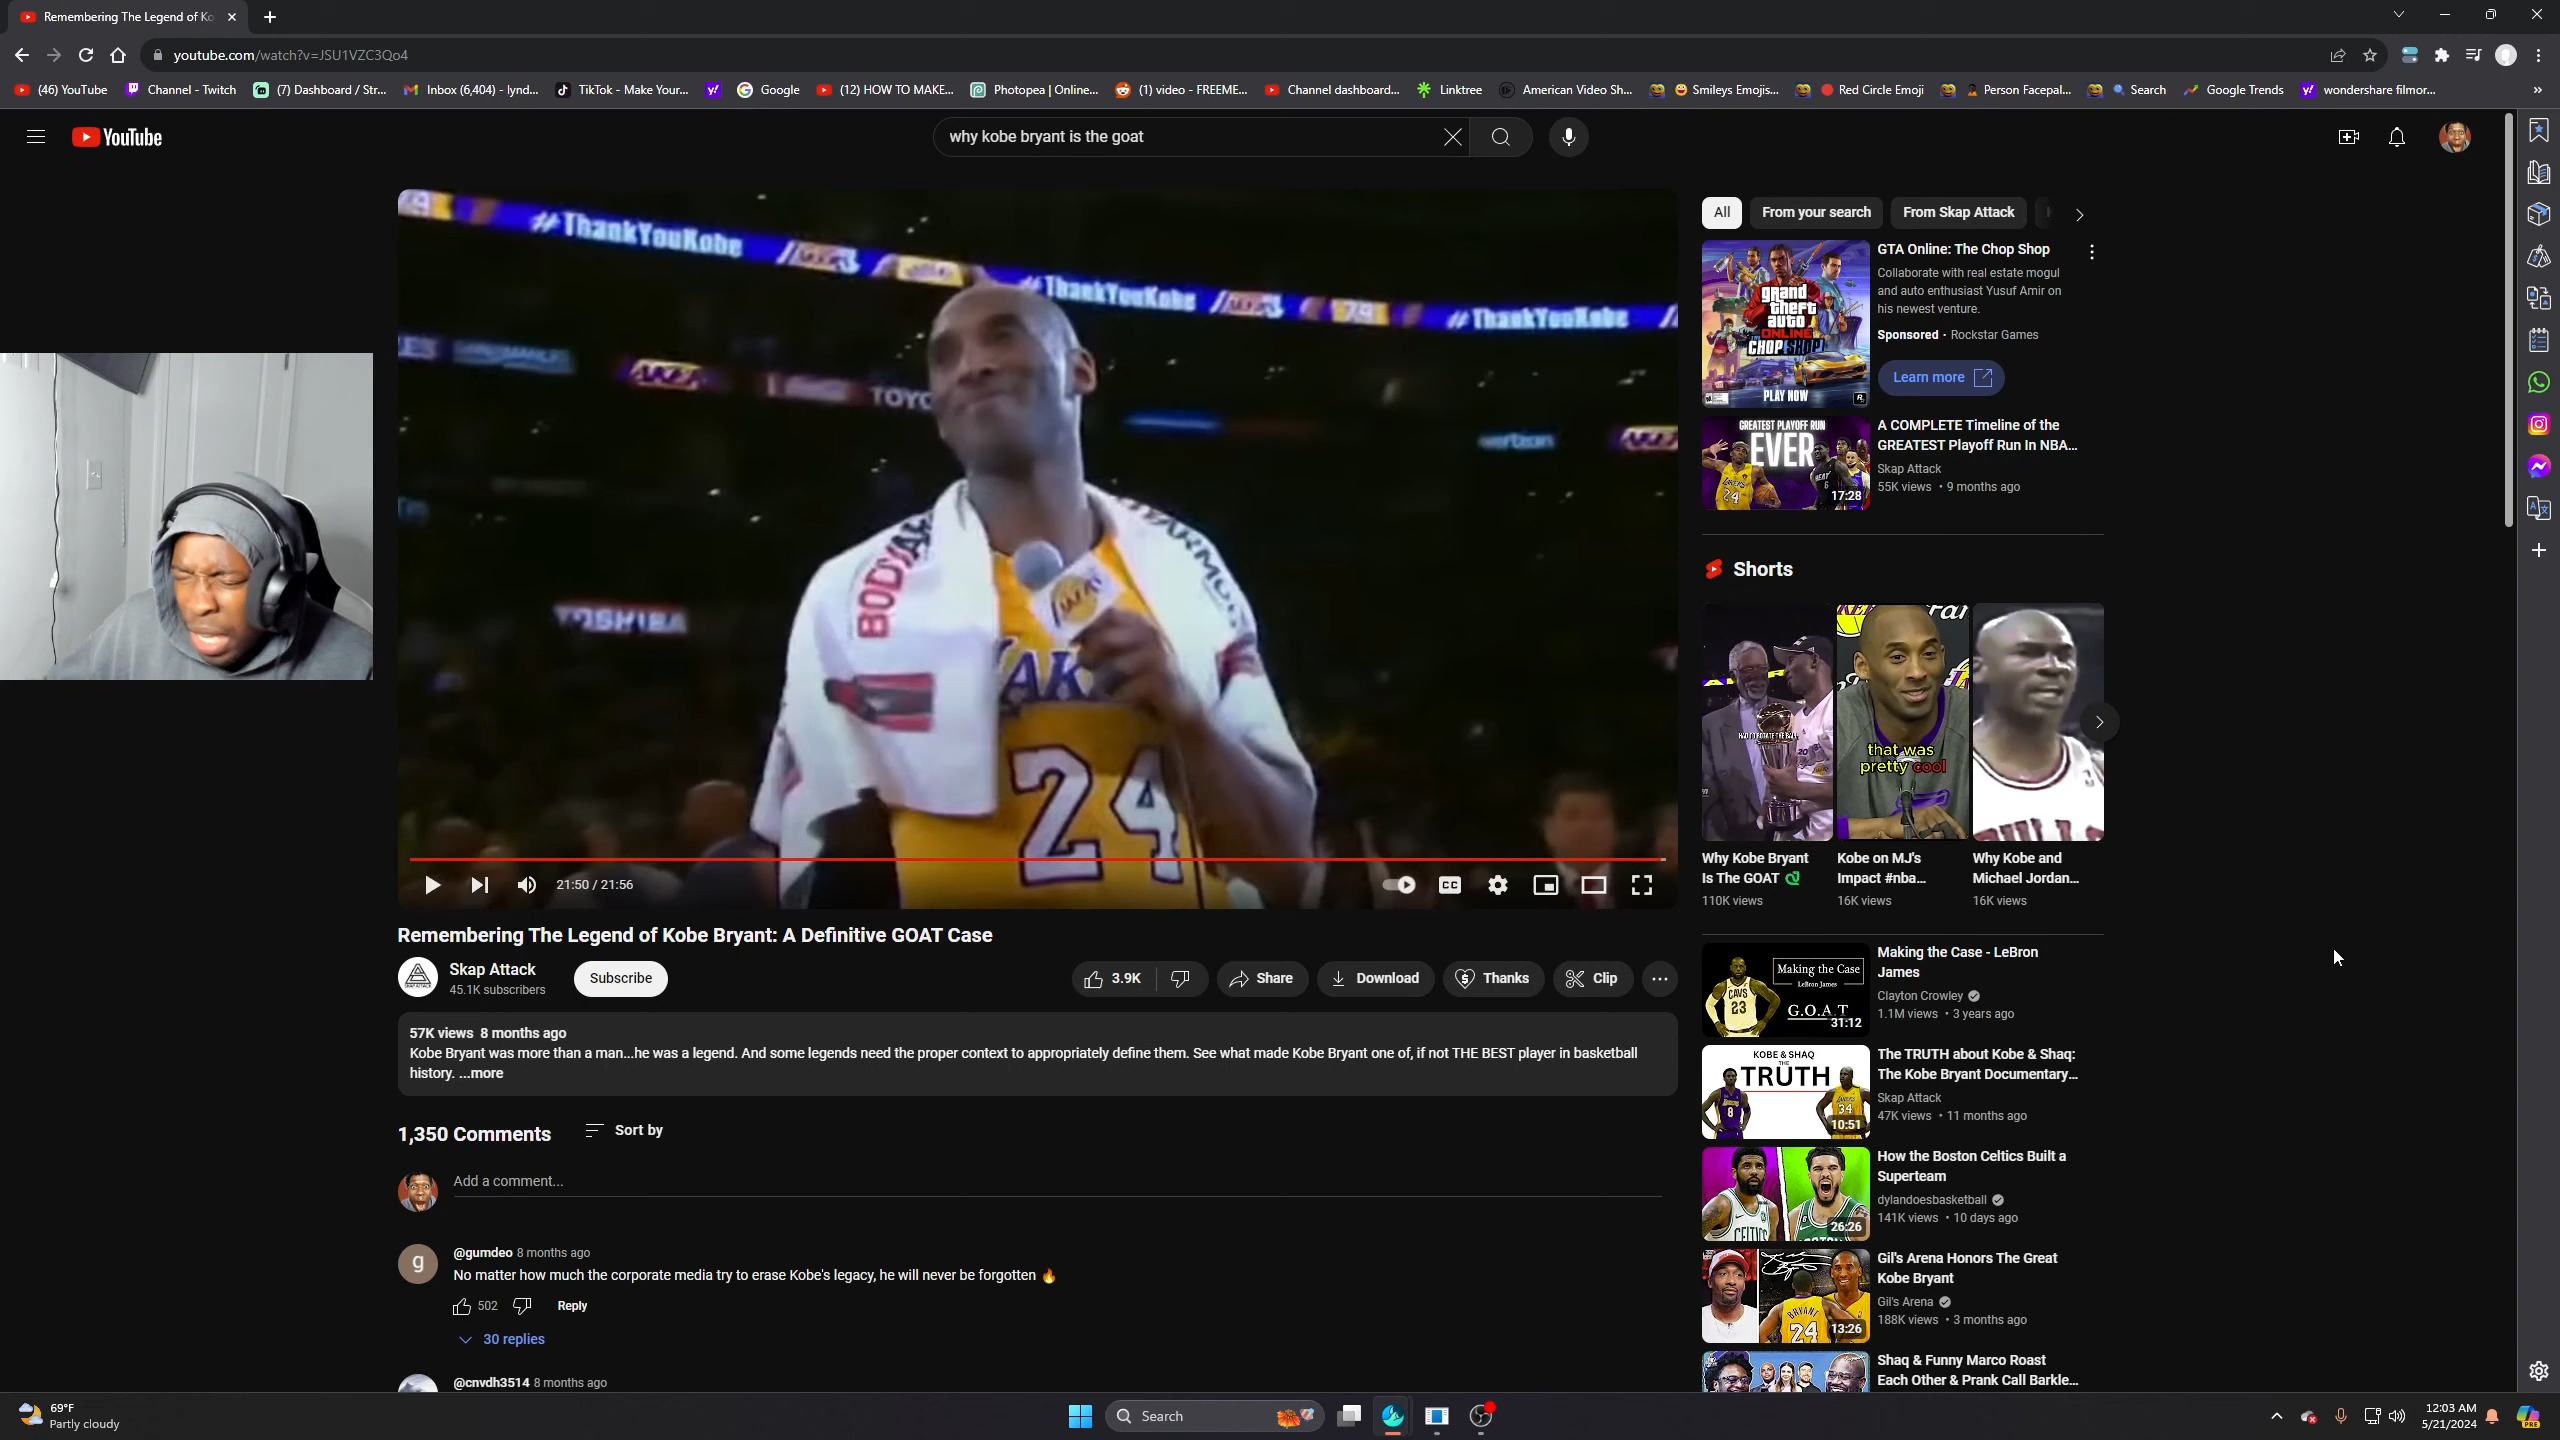 Remembering The Legend of Ko
youtube.com/watch?v=JSU1VZC3Qo4
(46) YouTube
Channel - Twitch
(7) Dashboard / Str...
Inbox (6,404) - lynd...
TikTok - Make Your...
Google
(12) HOW TO MAKE...
Photopea | Online...
(1) video - FREEME...
Channel dashboard...
Linktree
American Video Sh...
Smileys Emojis...
Red Circle Emoji
Person Facepal...
Search
Google Trends
wondershare filmor...
YouTube
why kobe bryant is the goat
#ThankYouKobe
#ThankYouKobe
#ThankYouKobe
TOYO
verizon
TOSHIBA
BODYAR
24
21:50 / 21:56
CC
Remembering The Legend of Kobe Bryant: A Definitive GOAT Case
Skap Attack
45.1K subscribers
Subscribe
3.9K
Share
Download
Thanks
Clip
57K views 8 months ago
Kobe Bryant was more than a man...he was a legend. And some legends need the proper context to appropriately define them. See what made Kobe Bryant one of, if not THE BEST player in basketball
history. ...more
1,350 Comments
Sort by
Add a comment...
g
@gumdeo 8 months ago
No matter how much the corporate media try to erase Kobe's legacy, he will never be forgotten 🔥
502
Reply
30 replies
@cnvdh3514 8 months ago
All
From your search
From Skap Attack
grand
theft
auto
ONLINE
CHOP SHOP
PLAY NOW
GTA Online: The Chop Shop
Collaborate with real estate mogul
and auto enthusiast Yusuf Amir on
his newest venture.
Sponsored · Rockstar Games
Learn more
GREATEST PLAYOFF RUN
EVER
17:28
A COMPLETE Timeline of the
GREATEST Playoff Run In NBA...
Skap Attack
55K views • 9 months ago
Shorts
that was
pretty cool
Why Kobe Bryant
Is The GOAT
110K views
Kobe on MJ's
Impact #nba...
16K views
Why Kobe and
Michael Jordan...
16K views
Making the Case
LeBron James
G.O.A.T
CAVS
23
31:12
Making the Case - LeBron
James
Clayton Crowley
1.1M views • 3 years ago
KOBE & SHAQ
THE
TRUTH
8
34
10:51
The TRUTH about Kobe & Shaq:
The Kobe Bryant Documentary...
Skap Attack
47K views • 11 months ago
26:26
How the Boston Celtics Built a
Superteam
dylandoesbasketball
141K views • 10 days ago
BRYANT
24
13:26
Gil's Arena Honors The Great
Kobe Bryant
Gil's Arena
188K views • 3 months ago
Shaq & Funny Marco Roast
Each Other & Prank Call Barkle...
69°F
Partly cloudy
Search
12:03 AM
5/21/2024